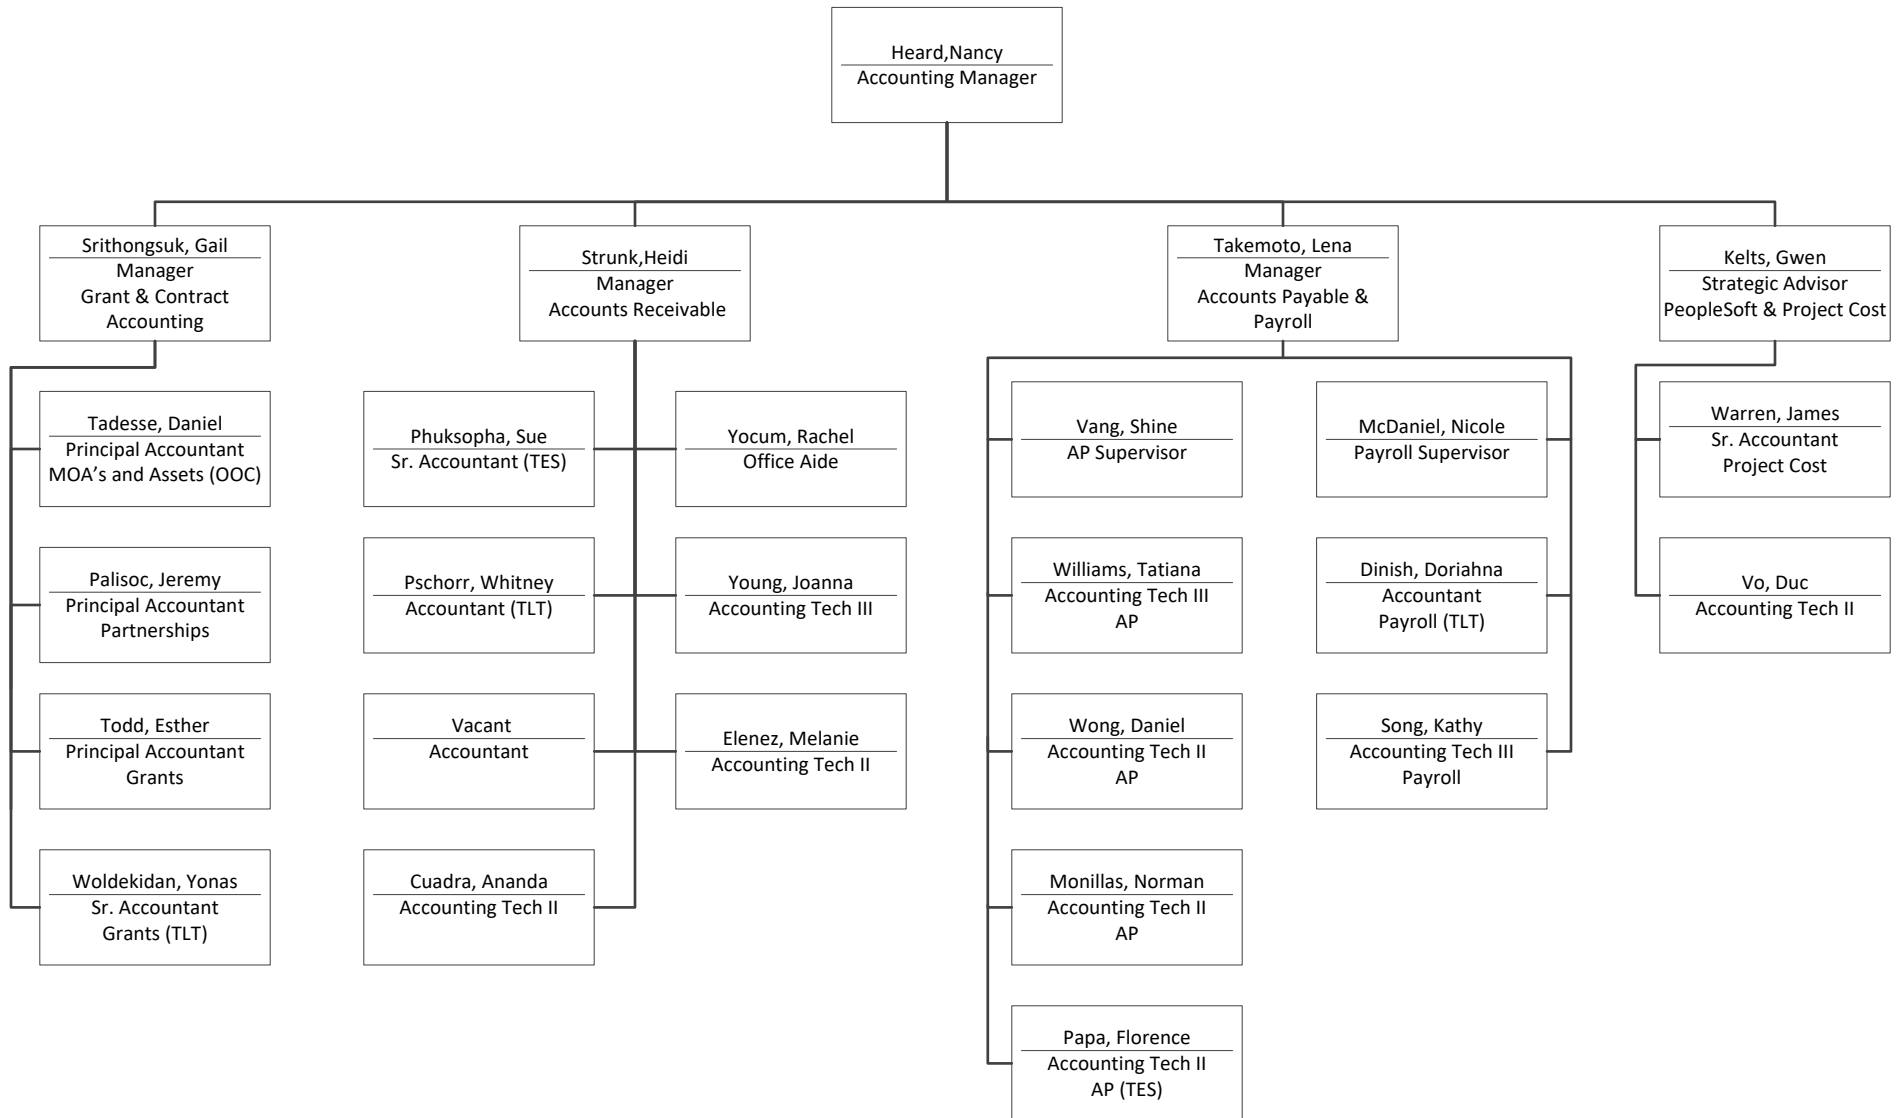 Heard,Nancy
Accounting Manager
Srithongsuk, Gail
Manager
Grant & Contract
Accounting
Strunk,Heidi
Manager
Accounts Receivable
Takemoto, Lena
Manager
Accounts Payable &
Payroll
Kelts, Gwen
Strategic Advisor
PeopleSoft & Project Cost
Tadesse, Daniel
Principal Accountant
MOA’s and Assets (OOC)
Phuksopha, Sue
Sr. Accountant (TES)
Yocum, Rachel
Office Aide
Vang, Shine
AP Supervisor
McDaniel, Nicole
Payroll Supervisor
Warren, James
Sr. Accountant
Project Cost
Palisoc, Jeremy
Principal Accountant
Partnerships
Pschorr, Whitney
Accountant (TLT)
Young, Joanna
Accounting Tech III
Williams, Tatiana
Accounting Tech III
AP
Dinish, Doriahna
Accountant
Payroll (TLT)
Vo, Duc
Accounting Tech II
Todd, Esther
Principal Accountant
Grants
Vacant
Accountant
Elenez, Melanie
Accounting Tech II
Wong, Daniel
Accounting Tech II
AP
Song, Kathy
Accounting Tech III
Payroll
Woldekidan, Yonas
Sr. Accountant
Grants (TLT)
Cuadra, Ananda
Accounting Tech II
Monillas, Norman
Accounting Tech II
AP
Papa, Florence
Accounting Tech II
AP (TES)